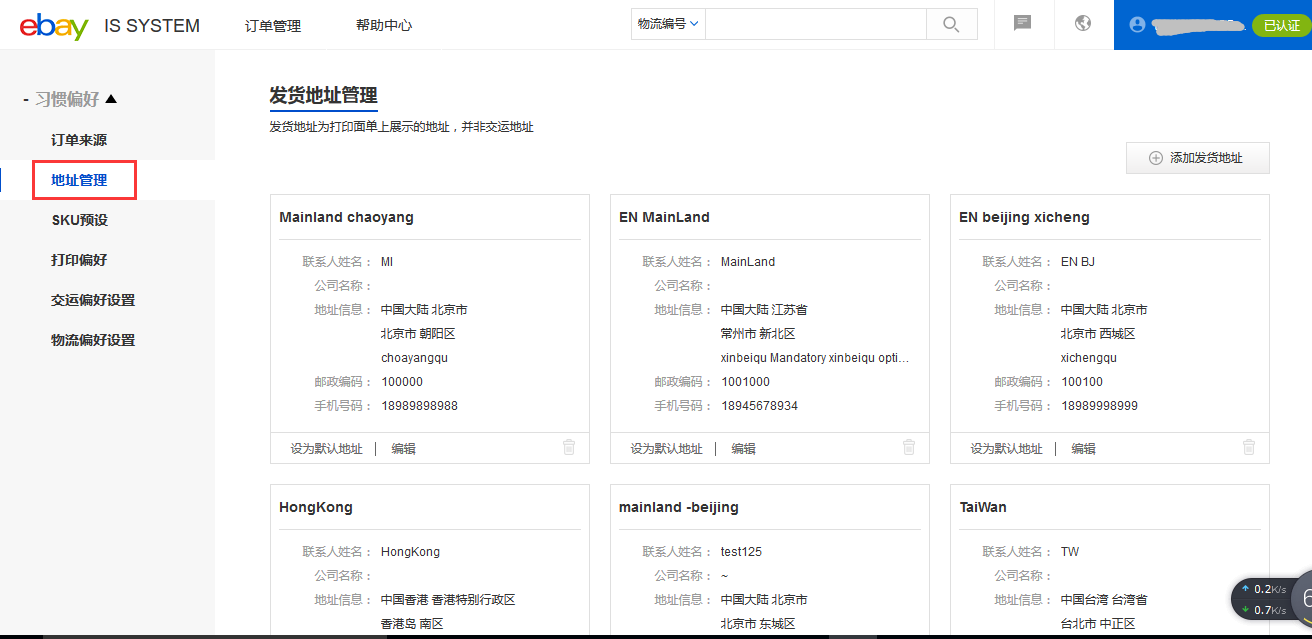 ebay IS SYSTEM 订单管理 帮助中心 物流编号 已认证
- 习惯偏好
订单来源
地址管理
SKU预设
打印偏好
交运偏好设置
物流偏好设置
发货地址管理
发货地址为打印面单上展示的地址，并非交运地址
添加发货地址
Mainland chaoyang
联系人姓名： MI
公司名称：
地址信息： 中国大陆 北京市
北京市 朝阳区
choayangqu
邮政编码： 100000
手机号码： 18989898988
设为默认地址 | 编辑
EN MainLand
联系人姓名： MainLand
公司名称：
地址信息： 中国大陆 江苏省
常州市 新北区
xinbeiqu Mandatory xinbeiqu opti...
邮政编码： 1001000
手机号码： 18945678934
设为默认地址 | 编辑
EN beijing xicheng
联系人姓名： EN BJ
公司名称：
地址信息： 中国大陆 北京市
北京市 西城区
xichengqu
邮政编码： 100100
手机号码： 18989998999
设为默认地址 | 编辑
HongKong
联系人姓名： HongKong
公司名称：
地址信息： 中国香港 香港特别行政区
香港岛 南区
mainland -beijing
联系人姓名： test125
公司名称： ~
地址信息： 中国大陆 北京市
北京市 东城区
TaiWan
联系人姓名： TW
公司名称：
地址信息： 中国台湾 台湾省
台北市 中正区
0.2K/s
0.7K/s